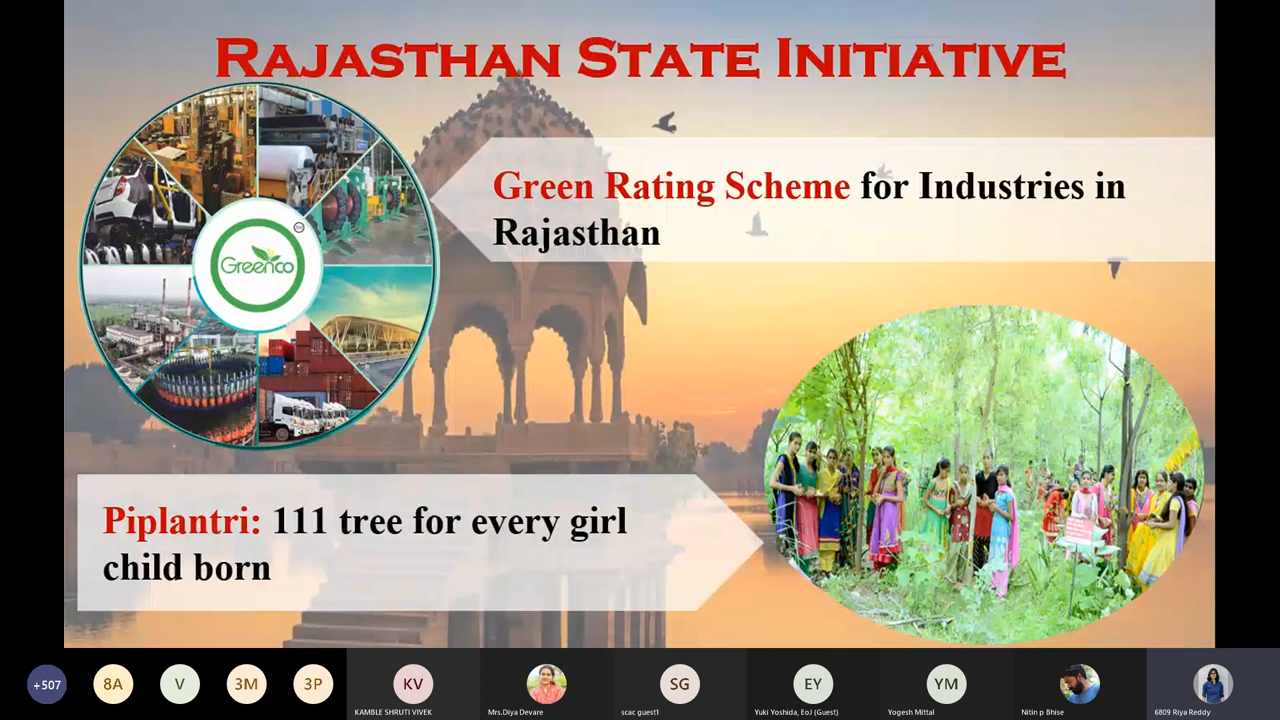 RAJASTHAN STATE INITIATIVE
Green Rating Scheme for Industries in
Rajasthan
Greenco
Piplantri: 111 tree for every girl
child born
+507
8A
V
3M
3P
KV
SG
EY
YM
KAMBLE SHRUTI VIVEK
Mrs.Diya Devare
scac guest1
Yuki Yoshida, EoJ (Guest)
Yogesh Mittal
Nitin p Bhise
6809 Riya Reddy